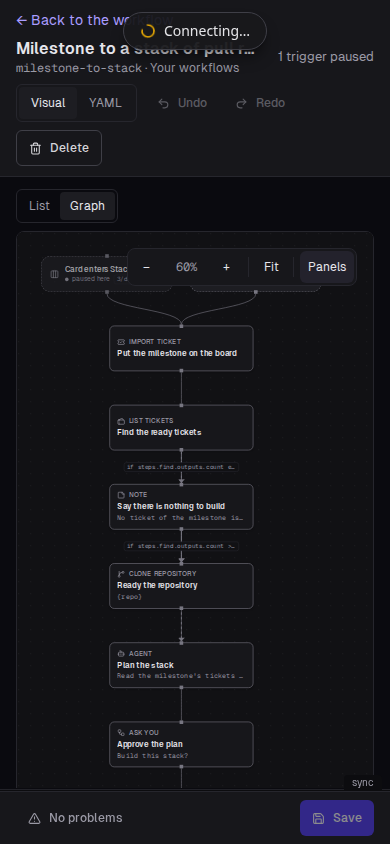 ← Back to the wo
Connecting...
Milestone to a stack of pull r…
1 trigger paused
milestone-to-stack · Your workflows
Visual
YAML
Undo
Redo
Delete
List
Graph
Card enters Stac
paused here
−
60%
+
Fit
Panels
IMPORT TICKET
Put the milestone on the board
LIST TICKETS
Find the ready tickets
if steps.find.outputs.count =…
NOTE
Say there is nothing to build
No ticket of the milestone is…
if steps.find.outputs.count >…
CLONE REPOSITORY
Ready the repository
{repo}
AGENT
Plan the stack
Read the milestone's tickets …
ASK YOU
Approve the plan
Build this stack?
sync
No problems
Save